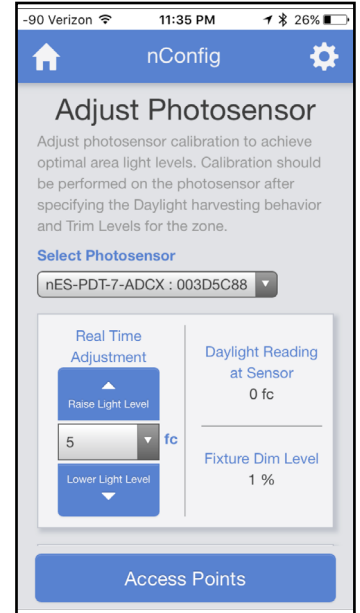 -90 Verizon 11:35 PM 26%
nConfig
Adjust Photosensor
Adjust photosensor calibration to achieve
optimal area light levels. Calibration should
be performed on the photosensor after
specifying the Daylight harvesting behavior
and Trim Levels for the zone.
Select Photosensor
nES-PDT-7-ADCX : 003D5C88
Real Time
Adjustment
Raise Light Level
5 fc
Lower Light Level
Daylight Reading
at Sensor
0 fc
Fixture Dim Level
1 %
Access Points